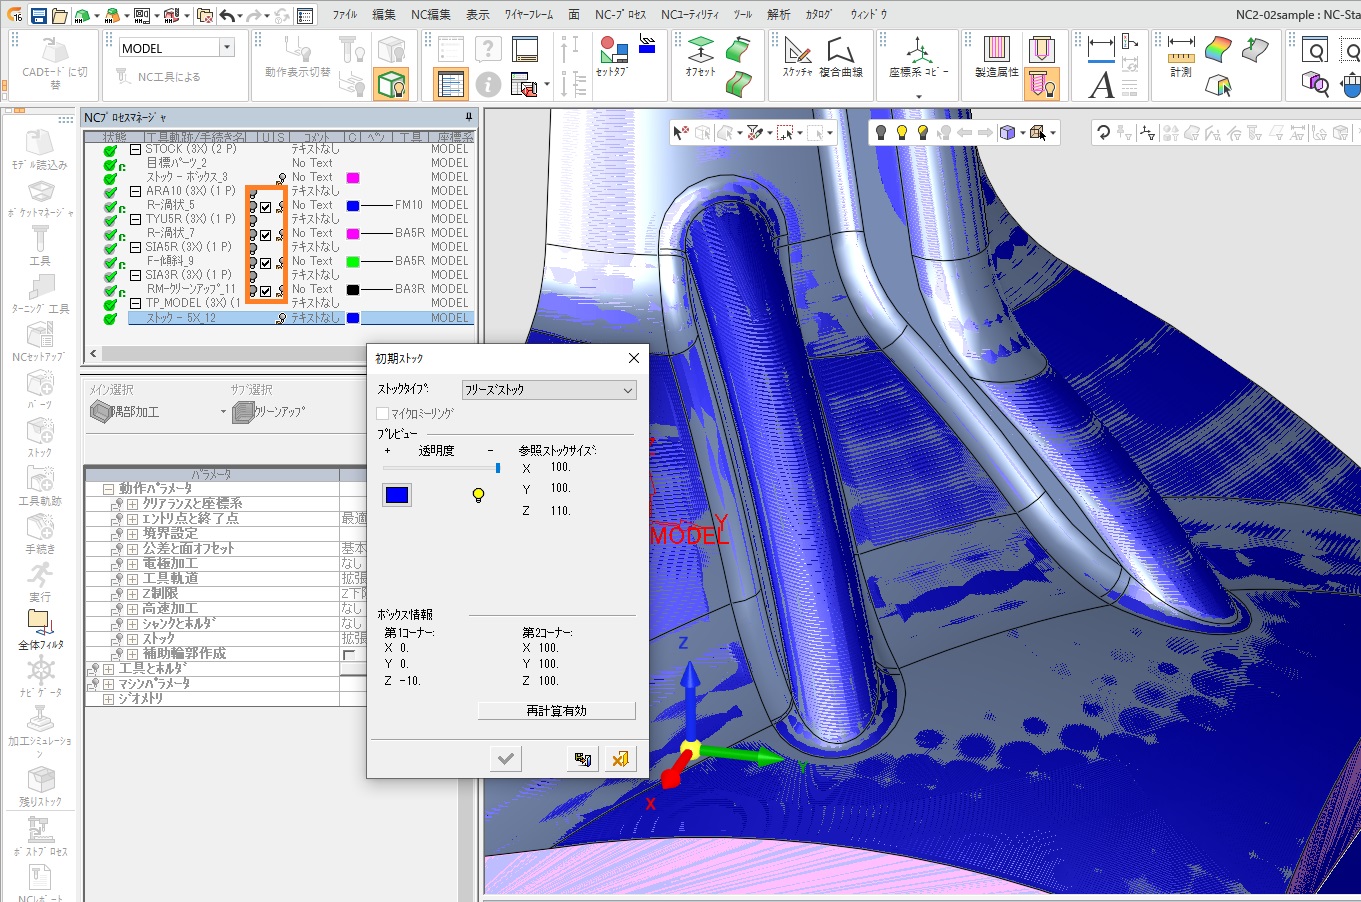 16
ﾌｧｲﾙ 編集 NC編集 表示 ﾜｲﾔｰﾌﾚｰﾑ 面 NC-ﾌﾟﾛｾｽ NCﾕｰﾃｨﾘﾃｨ ﾂｰﾙ 解析 ｶﾀﾛｸﾞ ｳｨﾝﾄﾞｳ
NC2-02sample : NC-Sta
CADﾓｰﾄﾞに切替
MODEL
NC工具による
動作表示切替
ｾｯﾄｱｯﾌﾟ
ｵﾌｾｯﾄ
ｽｹｯﾁｬ
複合曲線
座標系 ｺﾋﾟｰ
製造属性
A
計測
ﾓﾃﾞﾙ読込み
ﾎﾟｹｯﾄﾏﾈｰｼﾞｬ
工具
ﾀｰﾆﾝｸﾞ工具
NCｾｯﾄｱｯﾌﾟ
ﾊﾟｰﾂ
ｽﾄｯｸ
工具軌跡
手続き
実行
全体ﾌｨﾙﾀ
ﾅﾋﾞｹﾞｰﾀ
加工ｼﾐｭﾚｰｼｮﾝ
残りｽﾄｯｸ
ﾎﾟｽﾄﾌﾟﾛｾｽ
NCﾚﾎﾟｰﾄ
NCﾌﾟﾛｾｽﾏﾈｰｼﾞｬ
状態 工具軌跡/手続き名 U S ｺﾒﾝﾄ C ﾍﾟﾝ 工具 座標系
STOCK (3X) (2 P) ﾃｷｽﾄなし MODEL
目標ﾊﾟｰﾂ_2 No Text MODEL
ｽﾄｯｸ - ﾎﾞｯｸｽ_3 No Text MODEL
ARA10 (3X) (1 P) ﾃｷｽﾄなし MODEL
R-渦状_5 No Text FM10 MODEL
TYU5R (3X) (1 P) ﾃｷｽﾄなし MODEL
R-渦状_7 No Text BA5R MODEL
SIA5R (3X) (1 P) ﾃｷｽﾄなし MODEL
F-傾斜_9 No Text BA5R MODEL
SIA3R (3X) (1 P) ﾃｷｽﾄなし MODEL
RM-ｸﾘｰﾝｱｯﾌﾟ_11 No Text BA3R MODEL
TP_MODEL (3X) (1 ﾃｷｽﾄなし MODEL
ｽﾄｯｸ - 5X_12 ﾃｷｽﾄなし MODEL
ﾒｲﾝ選択 ｻﾌﾞ選択
隅部加工 ｸﾘｰﾝｱｯﾌﾟ
ﾊﾟﾗﾒｰﾀ
動作ﾊﾟﾗﾒｰﾀ
ｸﾘｱﾗﾝｽと座標系
ｴﾝﾄﾘ点と終了点 最適
境界設定
公差と面ｵﾌｾｯﾄ 基本
電極加工 なし
工具軌道 拡張
Z制限 Z下限
高速加工 なし
ｼｬﾝｸとﾎﾙﾀﾞ なし
ｽﾄｯｸ 拡張
補助輪郭作成
工具とﾎﾙﾀﾞ
ﾏｼﾝﾊﾟﾗﾒｰﾀ
ｼﾞｵﾒﾄﾘ
初期ｽﾄｯｸ
ｽﾄｯｸﾀｲﾌﾟ: ﾌﾘｰｽﾞｽﾄｯｸ
ﾏｲｸﾛﾐｰﾘﾝｸﾞ
ﾌﾟﾚﾋﾞｭｰ
+ 透明度 -
参照ｽﾄｯｸｻｲｽﾞ:
X 100.
Y 100.
Z 110.
ﾎﾞｯｸｽ情報
第1ｺｰﾅｰ: 第2ｺｰﾅｰ:
X 0. X 100.
Y 0. Y 100.
Z -10. Z 100.
再計算有効
Y
MODEL
Z
Y
X